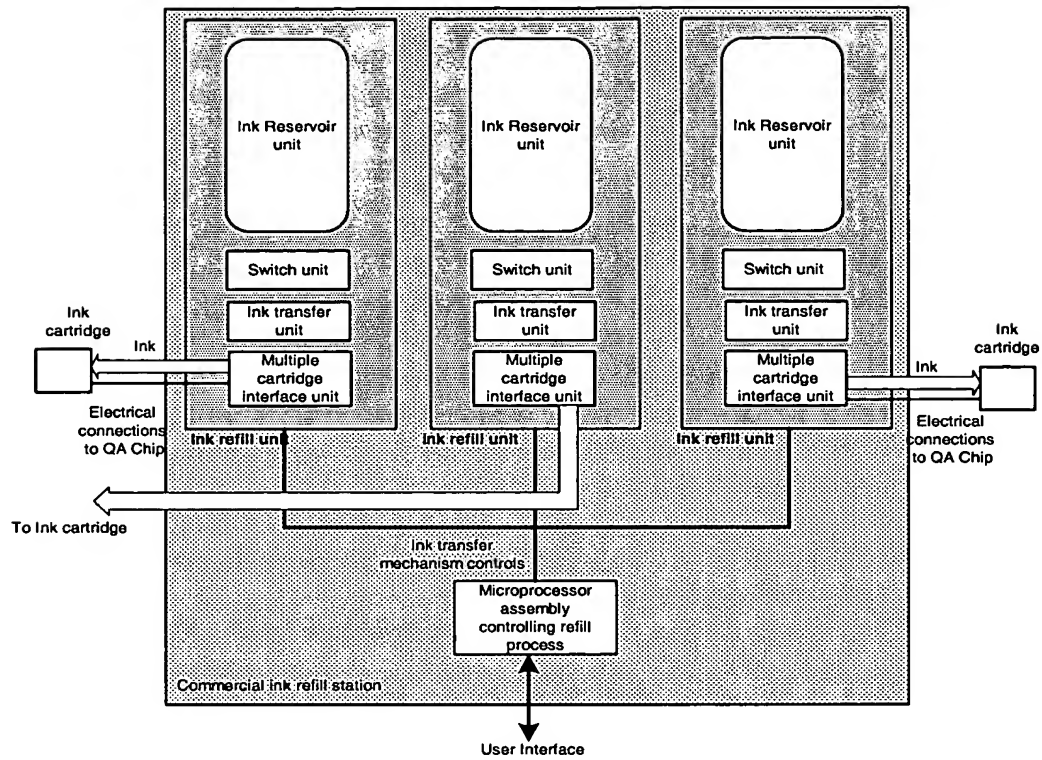 Ink Reservoir
unit
Ink Reservoir
unit
Ink Reservoir
unit
Switch unit
Switch unit
Switch unit
Ink transfer
unit
Ink transfer
unit
Ink transfer
unit
Ink
cartridge
Ink
Multiple
cartridge
interface unit
Multiple
cartridge
interface unit
Multiple
cartridge
interface unit
Ink
Ink
cartridge
Electrical
connections
to QA Chip
Ink refill unit
Ink refill unit
Ink refill unit
Electrical
connections
to QA Chip
To Ink cartridge
Ink transfer
mechanism controls
Microprocessor
assembly
controlling refill
process
Commercial ink refill station
User Interface